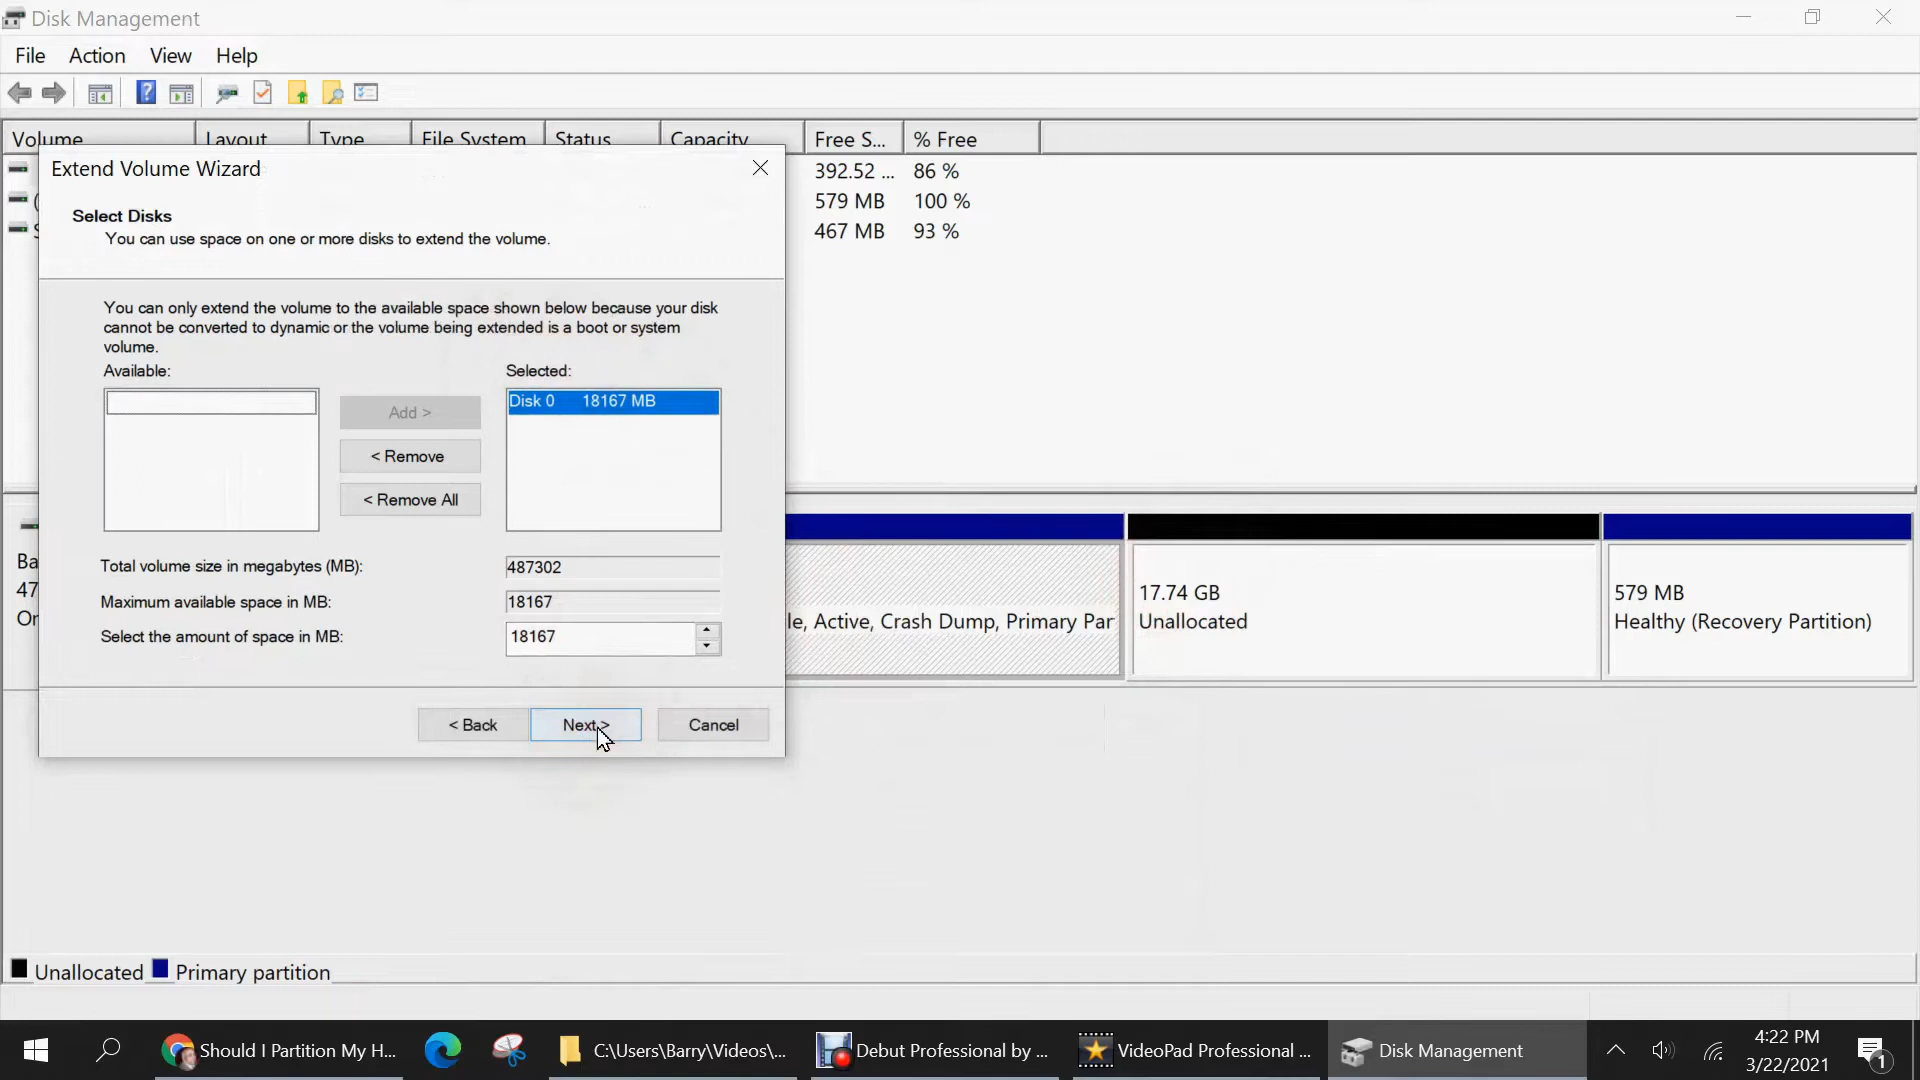 Disk Management
File Action View Help
Volume Layout Type File System Status Capacity Free S... % Free
392.52 ... 86 %
579 MB 100 %
467 MB 93 %
Extend Volume Wizard
Select Disks
You can use space on one or more disks to extend the volume.
You can only extend the volume to the available space shown below because your disk
cannot be converted to dynamic or the volume being extended is a boot or system
volume.
Available:
Selected:
Disk 0 18167 MB
Add >
< Remove
< Remove All
Total volume size in megabytes (MB): 487302
Maximum available space in MB: 18167
Select the amount of space in MB: 18167
< Back Next > Cancel
Ba
47
On
le, Active, Crash Dump, Primary Par
17.74 GB
Unallocated
579 MB
Healthy (Recovery Partition)
Unallocated Primary partition
Should I Partition My H...
C:\Users\Barry\Videos\...
Debut Professional by ...
VideoPad Professional ...
Disk Management
4:22 PM
3/22/2021
1